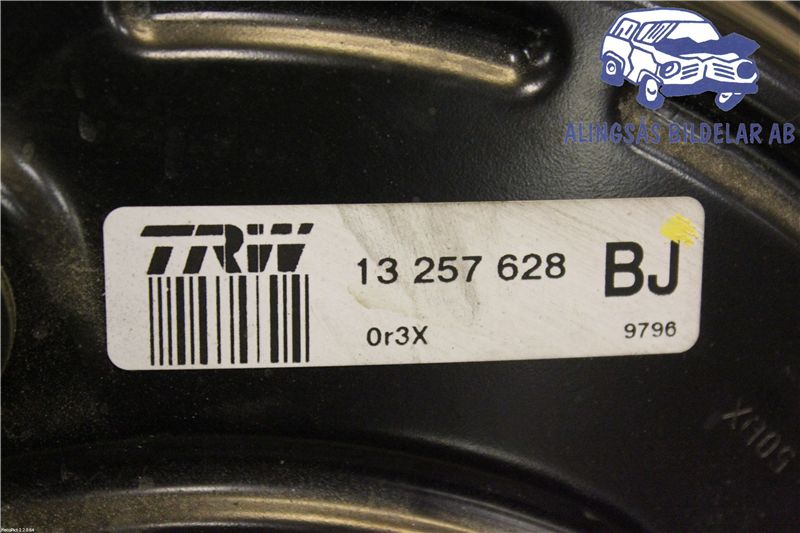 ALINGSÅS BILDELAR AB
TRW
13 257 628
BJ
0r3X
9796